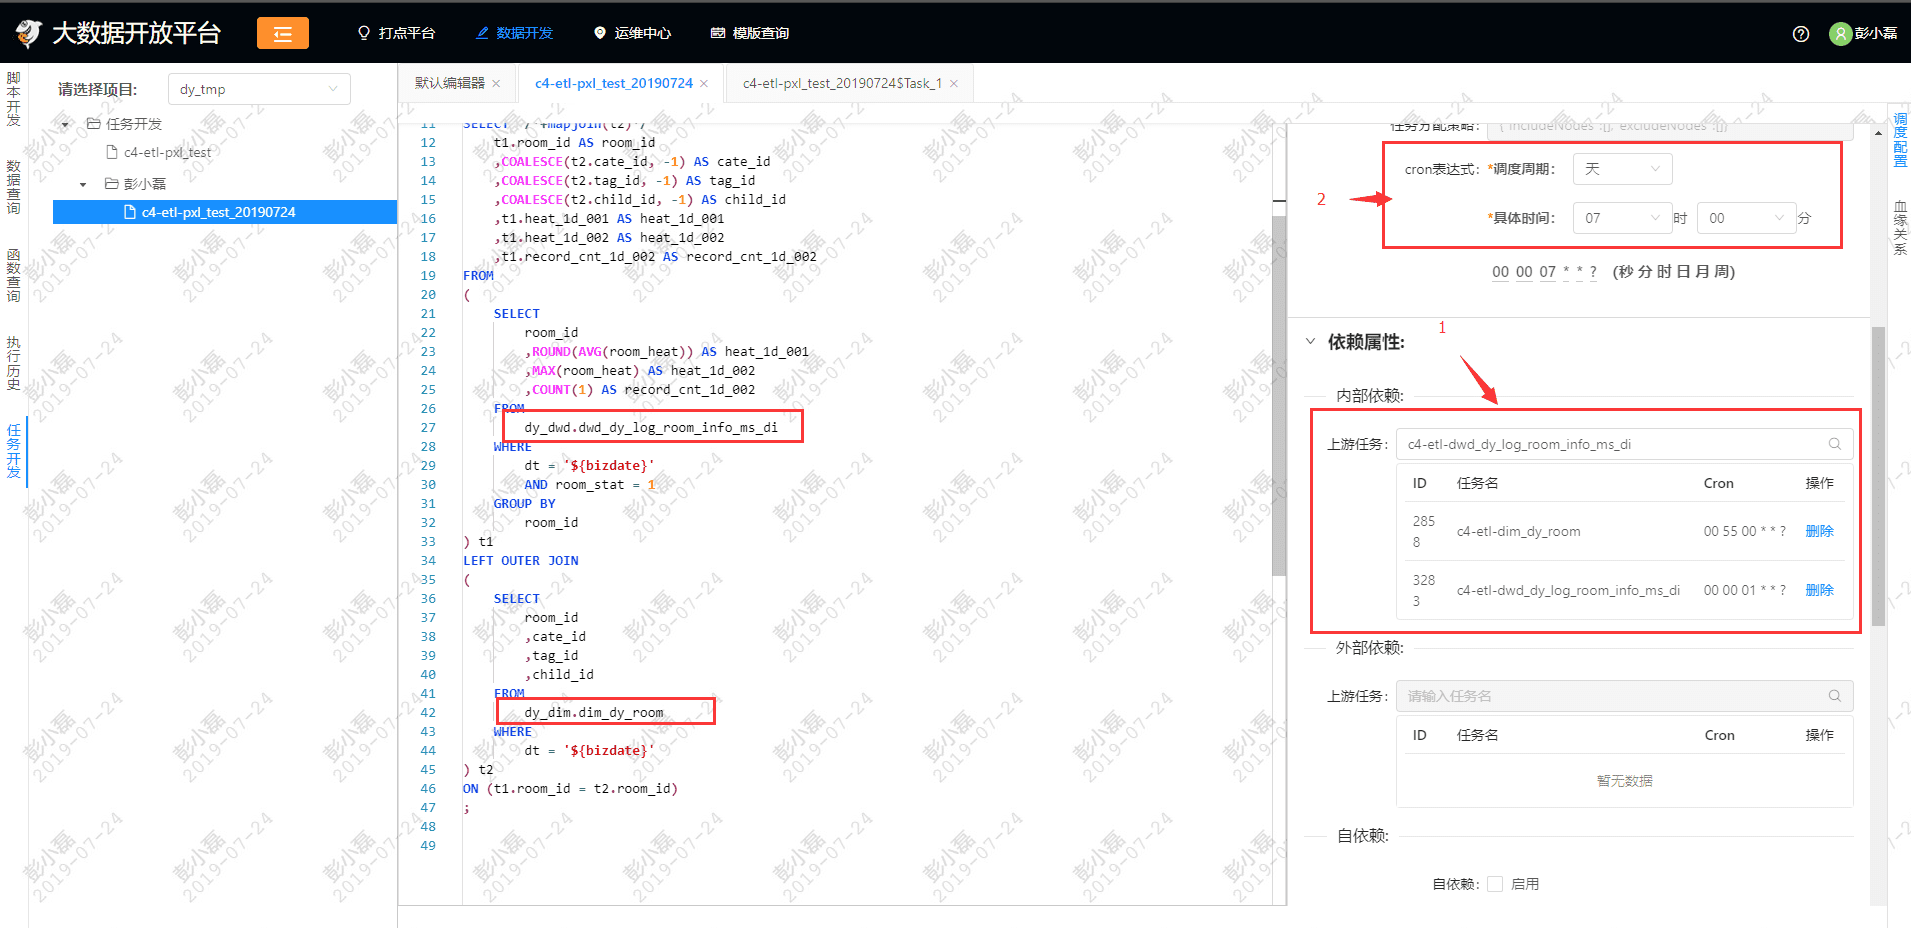 大数据开放平台
打点平台
数据开发
运维中心
模版查询
彭小磊
脚本开发
数据查询
函数查询
执行历史
任务开发
请选择项目:
dy_tmp
任务开发
c4-etl-pxl_test
彭小磊
c4-etl-pxl_test_20190724
默认编辑器 ×
c4-etl-pxl_test_20190724 ×
c4-etl-pxl_test_20190724$Task_1 ×
11 SELECT /*+mapjoin(t2)*/
12 t1.room_id AS room_id
13 ,COALESCE(t2.cate_id, -1) AS cate_id
14 ,COALESCE(t2.tag_id, -1) AS tag_id
15 ,COALESCE(t2.child_id, -1) AS child_id
16 ,t1.heat_1d_001 AS heat_1d_001
17 ,t1.heat_1d_002 AS heat_1d_002
18 ,t1.record_cnt_1d_002 AS record_cnt_1d_002
19 FROM
20 (
21 SELECT
22 room_id
23 ,ROUND(AVG(room_heat)) AS heat_1d_001
24 ,MAX(room_heat) AS heat_1d_002
25 ,COUNT(1) AS record_cnt_1d_002
26 FROM
27 dy_dwd.dwd_dy_log_room_info_ms_di
28 WHERE
29 dt = '${bizdate}'
30 AND room_stat = 1
31 GROUP BY
32 room_id
33 ) t1
34 LEFT OUTER JOIN
35 (
36 SELECT
37 room_id
38 ,cate_id
39 ,tag_id
40 ,child_id
41 FROM
42 dy_dim.dim_dy_room
43 WHERE
44 dt = '${bizdate}'
45 ) t2
46 ON (t1.room_id = t2.room_id)
47 ;
48
49
任务分配策略: {"includeNodes":[],"excludeNodes":[]}
2
cron表达式: *调度周期: 天
*具体时间: 07 时 00 分
00 00 07 * * ? (秒 分 时 日 月 周)
1
依赖属性:
内部依赖:
上游任务: c4-etl-dwd_dy_log_room_info_ms_di
ID 任务名 Cron 操作
2858 c4-etl-dim_dy_room 00 55 00 * * ? 删除
3283 c4-etl-dwd_dy_log_room_info_ms_di 00 00 01 * * ? 删除
外部依赖:
上游任务: 请输入任务名
ID 任务名 Cron 操作
暂无数据
自依赖:
自依赖: 启用
调度配置
血缘关系
彭小磊
2019-07-24